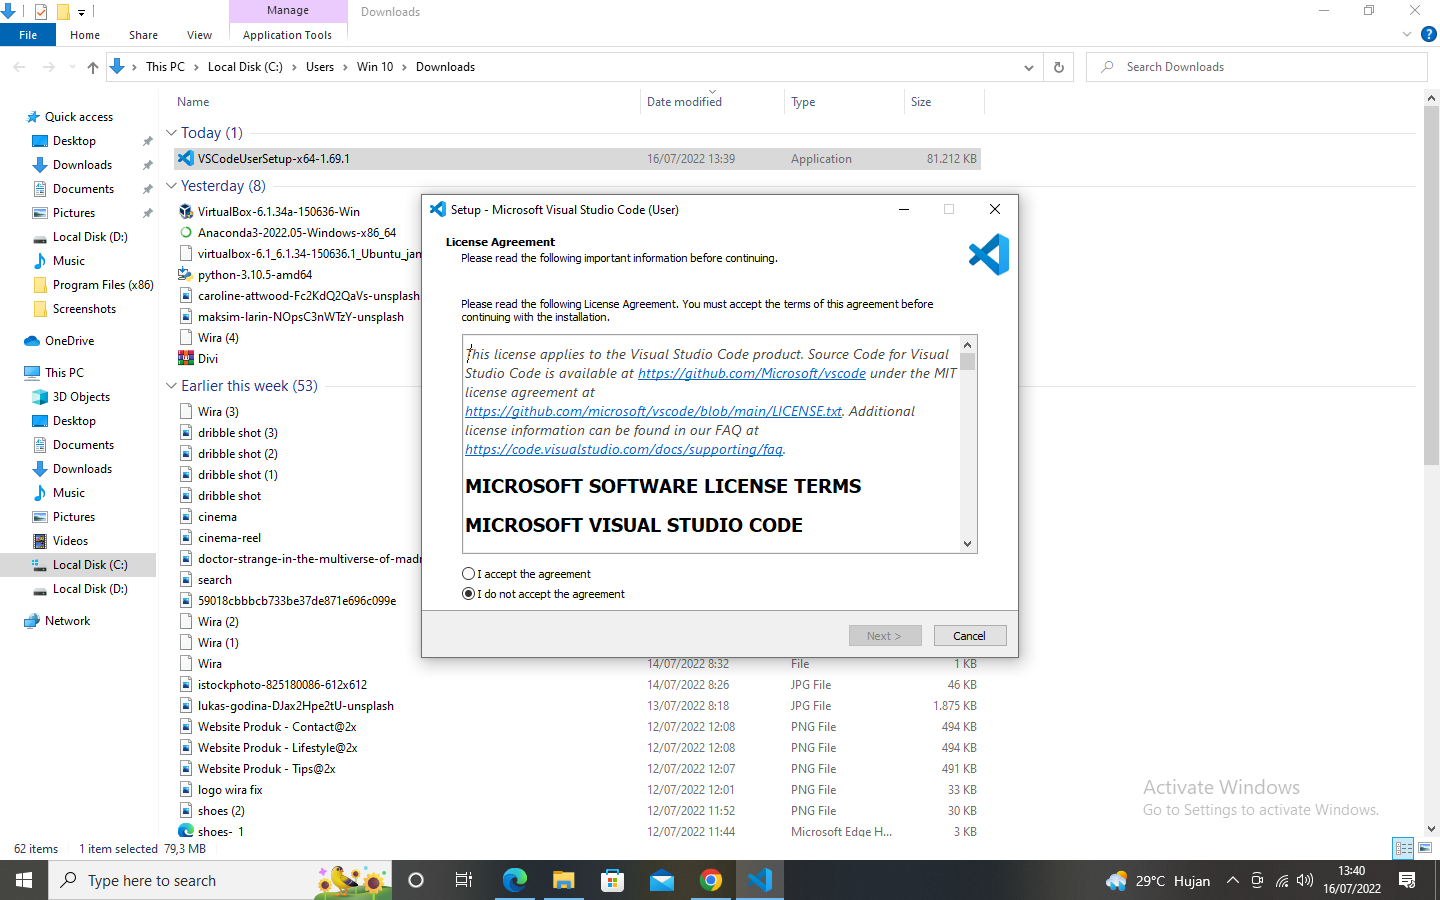 Manage
Downloads
File
Home
Share
View
Application Tools
This PC
Local Disk (C:)
Users
Win 10
Downloads
Search Downloads
Name
Date modified
Type
Size
Quick access
Desktop
Downloads
Documents
Pictures
Local Disk (D:)
Music
Program Files (x86)
Screenshots
OneDrive
This PC
3D Objects
Desktop
Documents
Downloads
Music
Pictures
Videos
Local Disk (C:)
Local Disk (D:)
Network
Today (1)
VSCodeUserSetup-x64-1.69.1 16/07/2022 13:39 Application 81.212 KB
Yesterday (8)
VirtualBox-6.1.34a-150636-Win
Anaconda3-2022.05-Windows-x86_64
virtualbox-6.1_6.1.34-150636.1_Ubuntu_jan
python-3.10.5-amd64
caroline-attwood-Fc2KdQ2QaVs-unsplash
maksim-larin-NOpsC3nWTzY-unsplash
Wira (4)
Divi
Earlier this week (53)
Wira (3)
dribble shot (3)
dribble shot (2)
dribble shot (1)
dribble shot
cinema
cinema-reel
doctor-strange-in-the-multiverse-of-madn
search
59018cbbbcb733be37de871e696c099e
Wira (2)
Wira (1)
Wira 14/07/2022 8:32 File 1 KB
istockphoto-825180086-612x612 14/07/2022 8:26 JPG File 46 KB
lukas-godina-DJax2Hpe2tU-unsplash 13/07/2022 8:18 JPG File 1.875 KB
Website Produk - Contact@2x 12/07/2022 12:08 PNG File 494 KB
Website Produk - Lifestyle@2x 12/07/2022 12:08 PNG File 494 KB
Website Produk - Tips@2x 12/07/2022 12:07 PNG File 491 KB
logo wira fix 12/07/2022 12:01 PNG File 33 KB
shoes (2) 12/07/2022 11:52 PNG File 30 KB
shoes- 1 12/07/2022 11:44 Microsoft Edge H... 3 KB
Setup - Microsoft Visual Studio Code (User)
License Agreement
Please read the following important information before continuing.
Please read the following License Agreement. You must accept the terms of this agreement before
continuing with the installation.
This license applies to the Visual Studio Code product. Source Code for Visual
Studio Code is available at https://github.com/Microsoft/vscode under the MIT
license agreement at
https://github.com/microsoft/vscode/blob/main/LICENSE.txt. Additional
license information can be found in our FAQ at
https://code.visualstudio.com/docs/supporting/faq.
MICROSOFT SOFTWARE LICENSE TERMS
MICROSOFT VISUAL STUDIO CODE
I accept the agreement
I do not accept the agreement
Next >
Cancel
Activate Windows
Go to Settings to activate Windows.
62 items
1 item selected 79,3 MB
Type here to search
29°C Hujan
13:40
16/07/2022